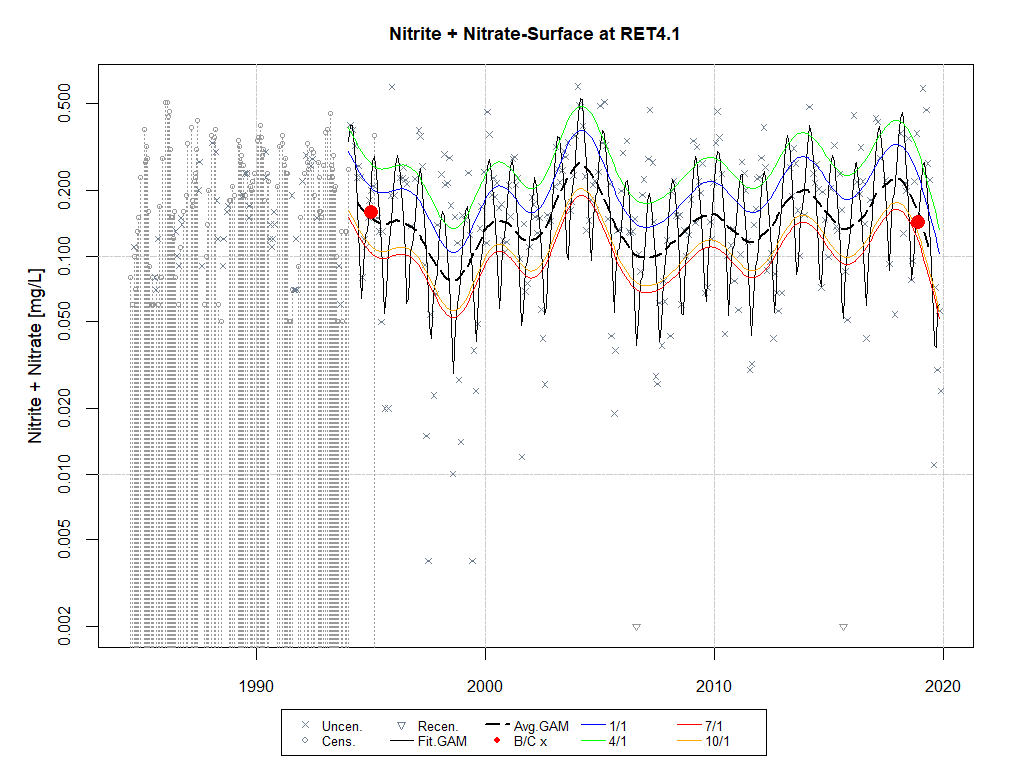 Nitrite + Nitrate-Surface at RET4.1
Nitrite + Nitrate [mg/L]
0.500
0.200
0.100
0.050
0.020
0.010
0.005
0.002
1990 2000 2010 2020
Uncen. Recen. Avg.GAM 1/1 7/1
Cens. Fit.GAM B/C x 4/1 10/1